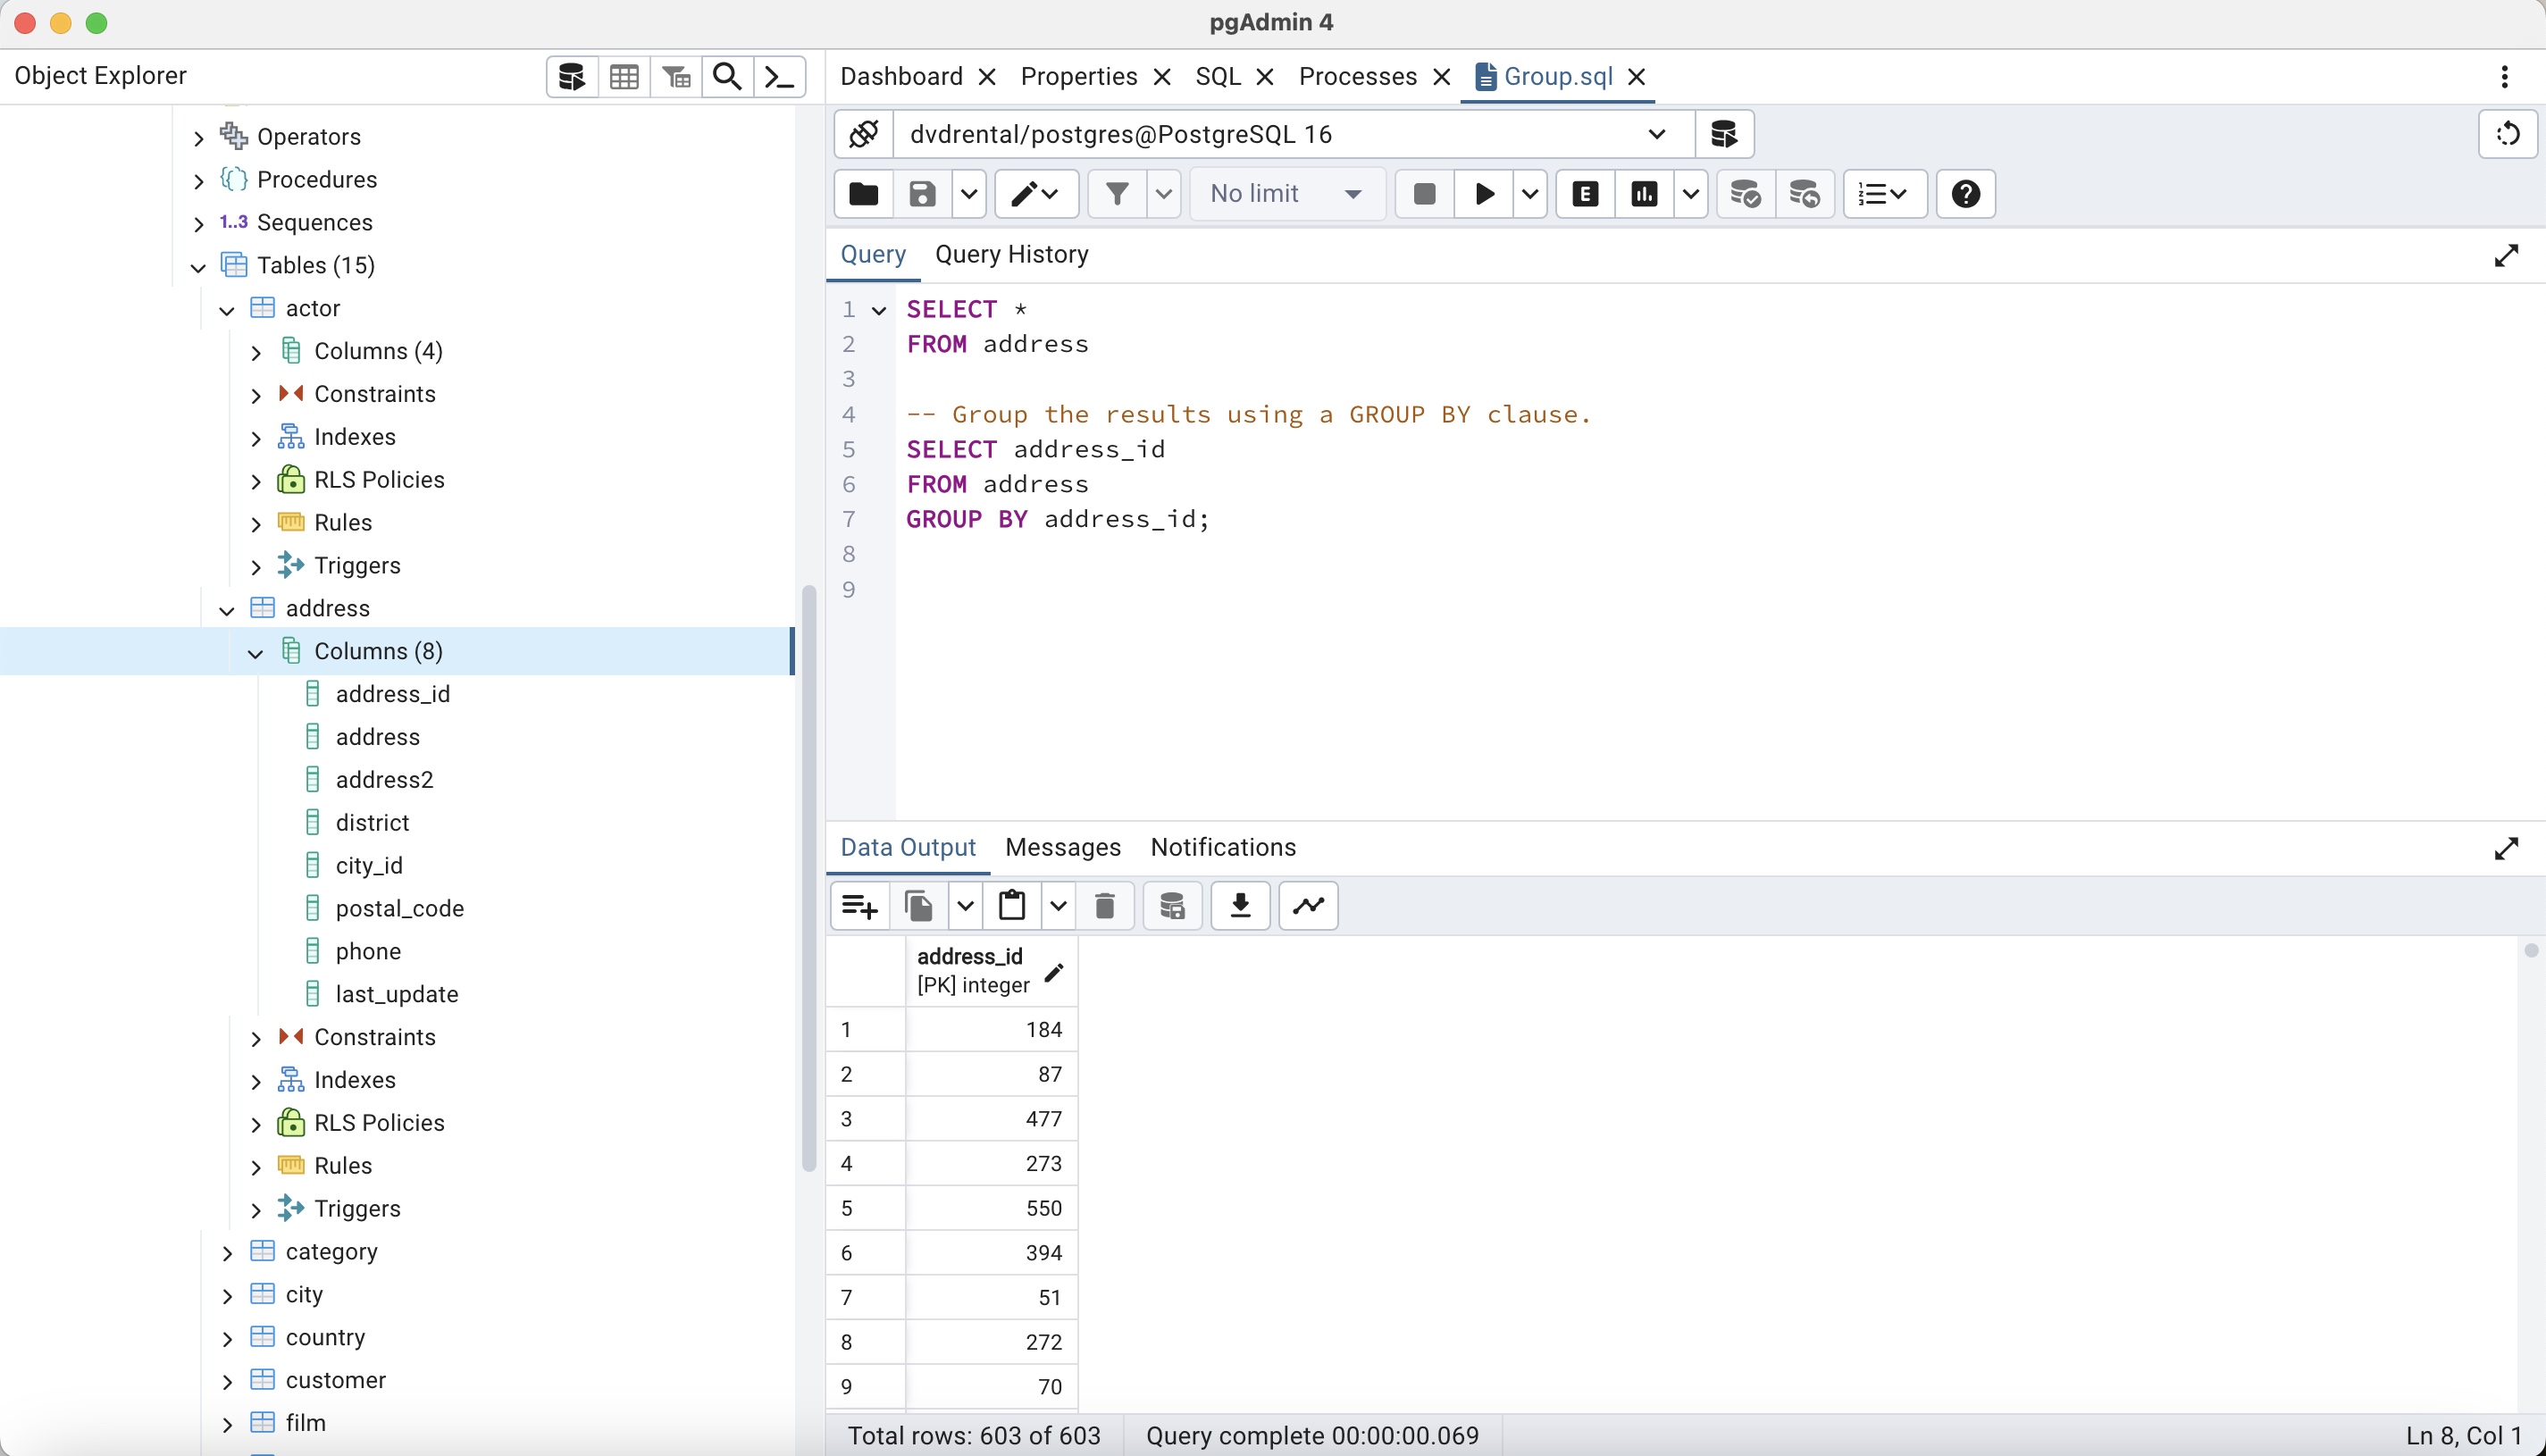 pgAdmin 4
Object Explorer
Operators
Procedures
1..3 Sequences
Tables (15)
actor
Columns (4)
Constraints
Indexes
RLS Policies
Rules
Triggers
address
Columns (8)
address_id
address
address2
district
city_id
postal_code
phone
last_update
Constraints
Indexes
RLS Policies
Rules
Triggers
category
city
country
customer
film
Dashboard Properties SQL Processes Group.sql
dvdrental/postgres@PostgreSQL 16
No limit E
Query Query History
1 SELECT *
2 FROM address
3
4 -- Group the results using a GROUP BY clause.
5 SELECT address_id
6 FROM address
7 GROUP BY address_id;
8
9
Data Output Messages Notifications
address_id
[PK] integer
1 184
2 87
3 477
4 273
5 550
6 394
7 51
8 272
9 70
Total rows: 603 of 603 Query complete 00:00:00.069 Ln 8, Col 1